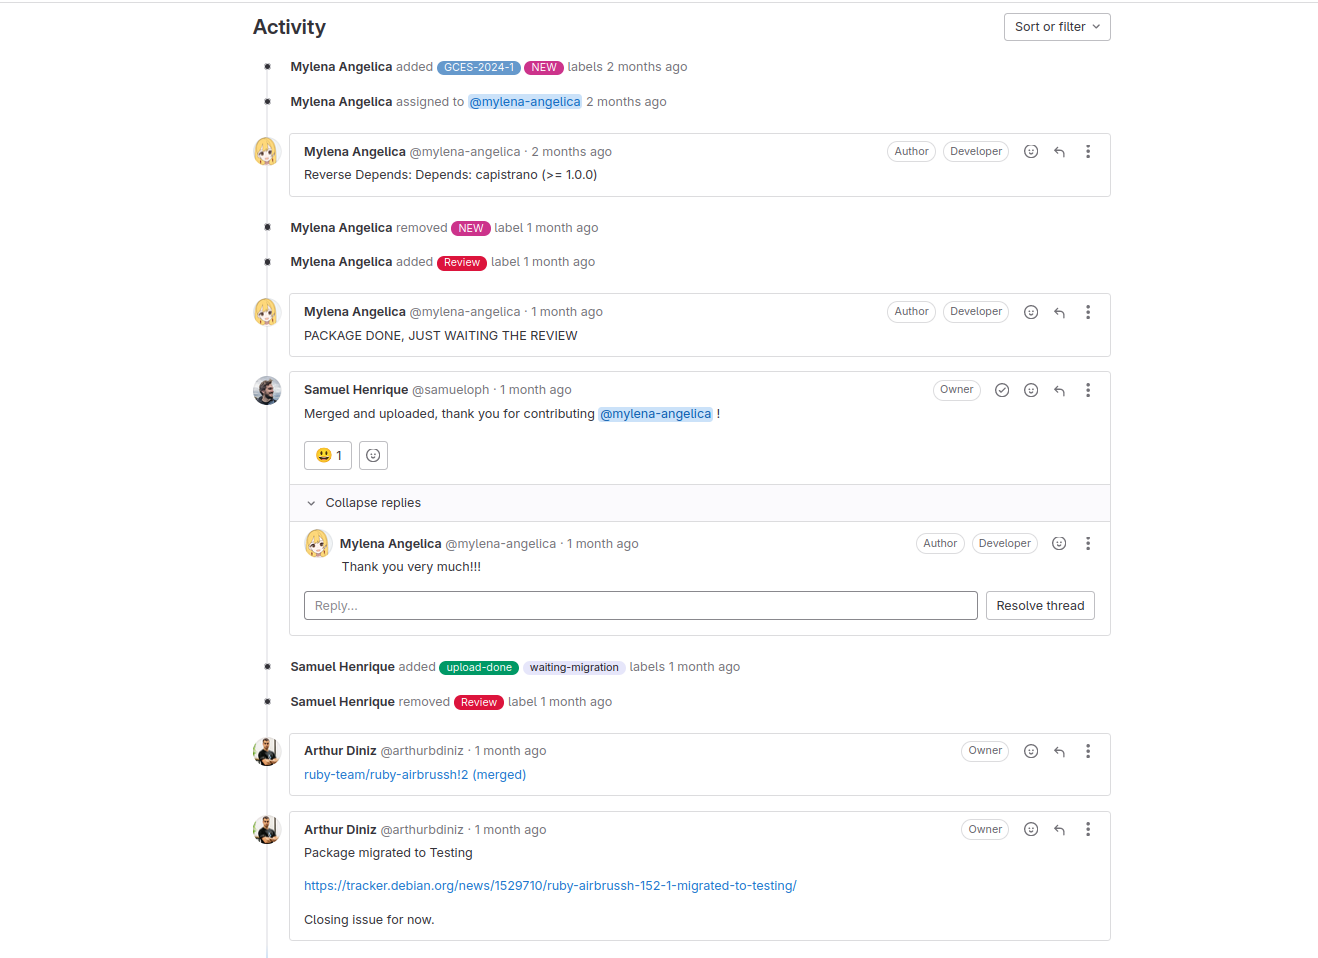 Activity
Sort or filter
Mylena Angelica added GCES-2024-1 NEW labels 2 months ago
Mylena Angelica assigned to @mylena-angelica 2 months ago
Mylena Angelica @mylena-angelica · 2 months ago Author Developer
Reverse Depends: Depends: capistrano (>= 1.0.0)
Mylena Angelica removed NEW label 1 month ago
Mylena Angelica added Review label 1 month ago
Mylena Angelica @mylena-angelica · 1 month ago Author Developer
PACKAGE DONE, JUST WAITING THE REVIEW
Samuel Henrique @samueloph · 1 month ago Owner
Merged and uploaded, thank you for contributing @mylena-angelica !
😃 1
Collapse replies
Mylena Angelica @mylena-angelica · 1 month ago Author Developer
Thank you very much!!!
Reply... Resolve thread
Samuel Henrique added upload-done waiting-migration labels 1 month ago
Samuel Henrique removed Review label 1 month ago
Arthur Diniz @arthurbdiniz · 1 month ago Owner
ruby-team/ruby-airbrussh!2 (merged)
Arthur Diniz @arthurbdiniz · 1 month ago Owner
Package migrated to Testing
https://tracker.debian.org/news/1529710/ruby-airbrussh-152-1-migrated-to-testing/
Closing issue for now.